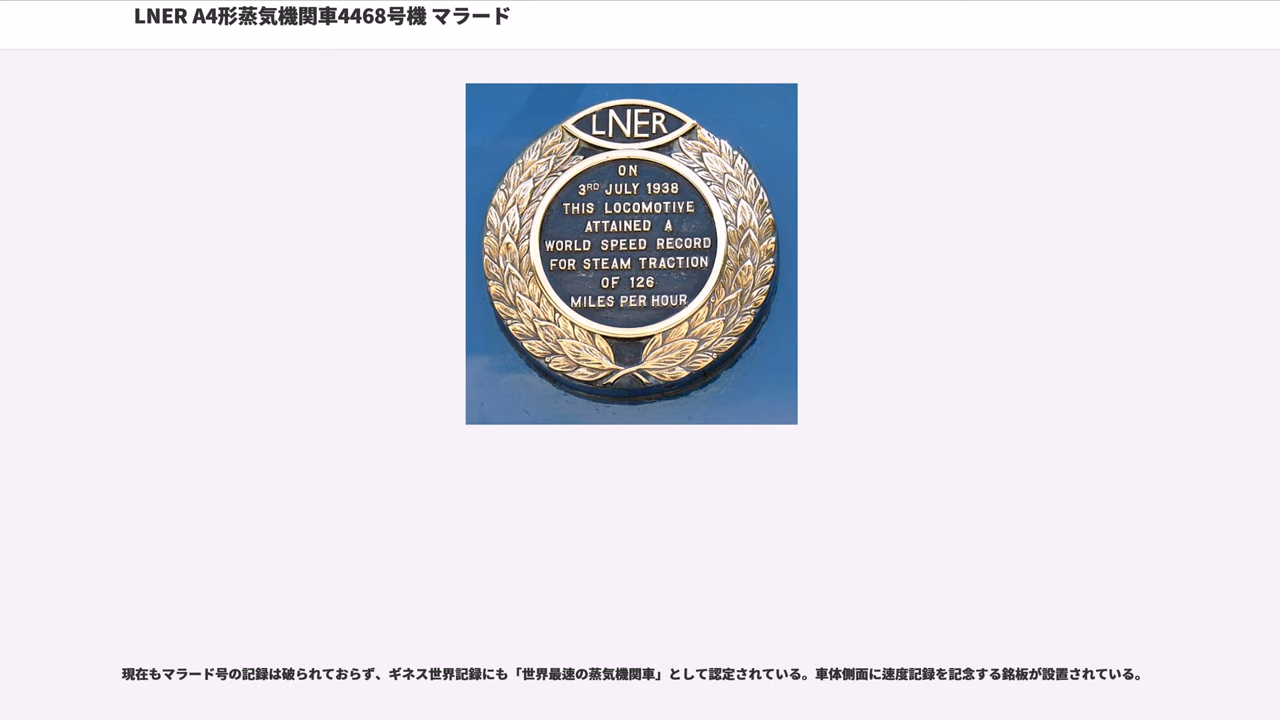 LNER A4形蒸気機関車4468号機 マラード
LNER
ON
3RD JULY 1938
THIS LOCOMOTIVE
ATTAINED A
WORLD SPEED RECORD
FOR STEAM TRACTION
OF 126
MILES PER HOUR
現在もマラード号の記録は破られておらず、ギネス世界記録にも「世界最速の蒸気機関車」として認定されている。車体側面に速度記録を記念する銘板が設置されている。